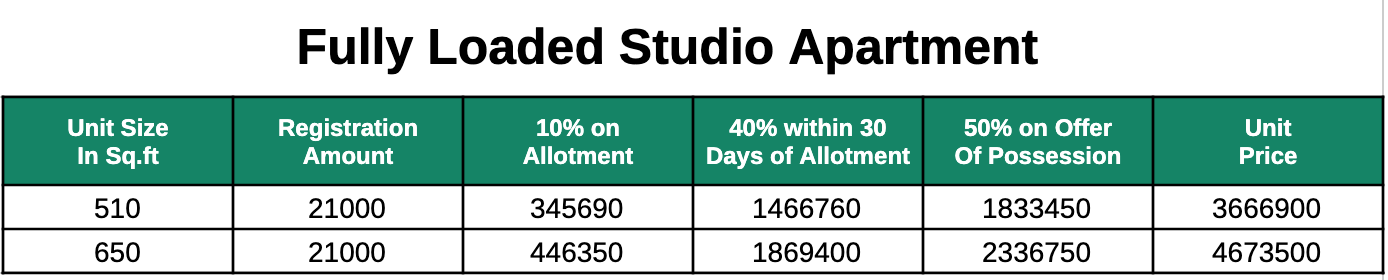 Fully Loaded Studio Apartment
Unit Size In Sq.ft | Registration Amount | 10% on Allotment | 40% within 30 Days of Allotment | 50% on Offer Of Possession | Unit Price
510 | 21000 | 345690 | 1466760 | 1833450 | 3666900
650 | 21000 | 446350 | 1869400 | 2336750 | 4673500